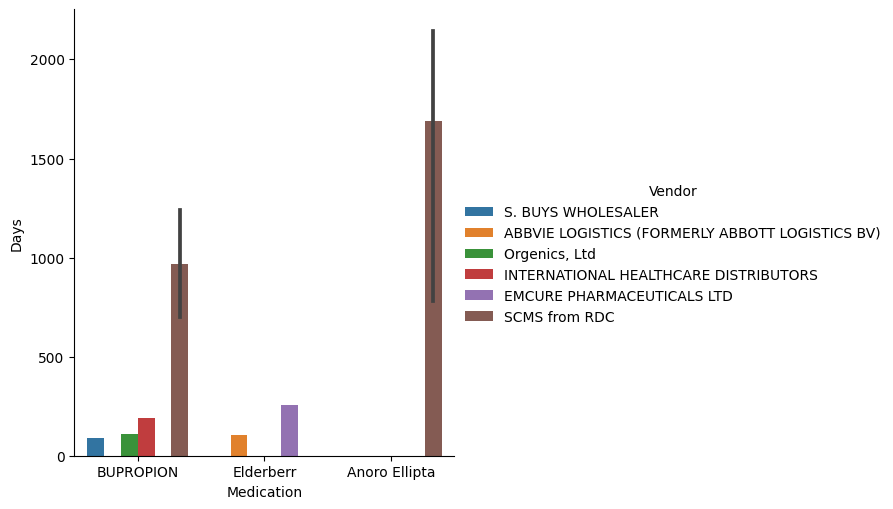 2000
1500
1000
500
0
Days
BUPROPION
Elderberr
Anoro Ellipta
Medication
Vendor
S. BUYS WHOLESALER
ABBVIE LOGISTICS (FORMERLY ABBOTT LOGISTICS BV)
Orgenics, Ltd
INTERNATIONAL HEALTHCARE DISTRIBUTORS
EMCURE PHARMACEUTICALS LTD
SCMS from RDC